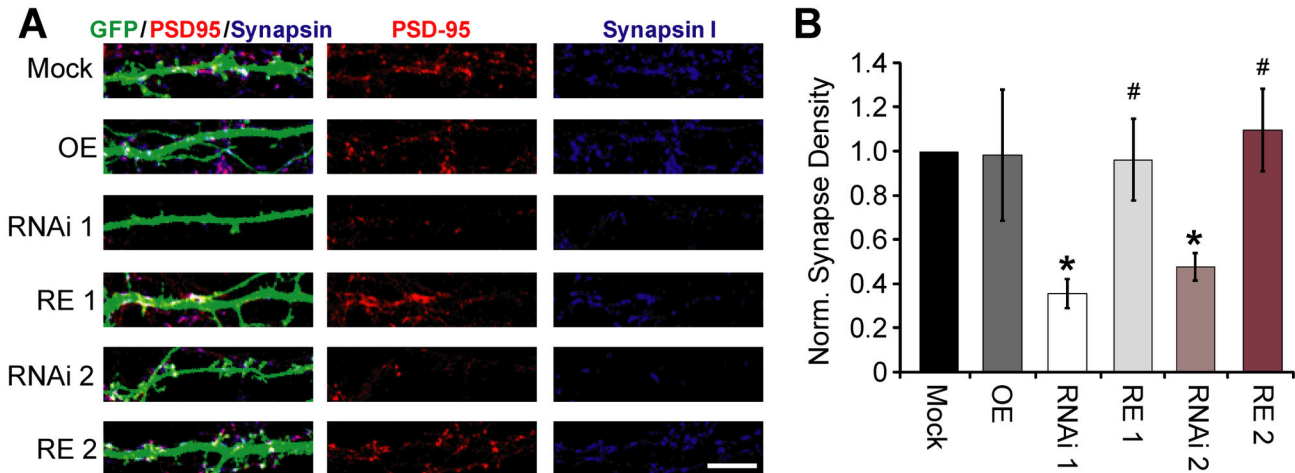 A
GFP/PSD95/Synapsin PSD-95 Synapsin I
Mock
OE
RNAi 1
RE 1
RNAi 2
RE 2
B
Norm. Synapse Density
1.4
1.2
1.0
0.8
0.6
0.4
0.2
0
#
#
*
*
Mock
OE
RNAi 1
RE 1
RNAi 2
RE 2